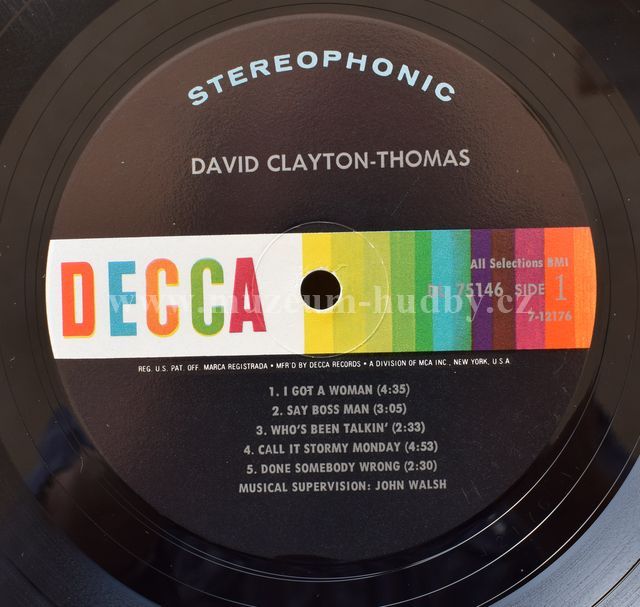 STEREOPHONIC
DAVID CLAYTON-THOMAS
DECCA
All Selections BMI
DL 75146 SIDE 1
7-12176
www.muzeum-hudby.cz
REG. U.S. PAT. OFF. MARCA REGISTRADA • MFR'D BY DECCA RECORDS • A DIVISION OF MCA INC., NEW YORK, U.S.A
1. I GOT A WOMAN (4:35)
2. SAY BOSS MAN (3:05)
3. WHO'S BEEN TALKIN' (2:33)
4. CALL IT STORMY MONDAY (4:53)
5. DONE SOMEBODY WRONG (2:30)
MUSICAL SUPERVISION: JOHN WALSH